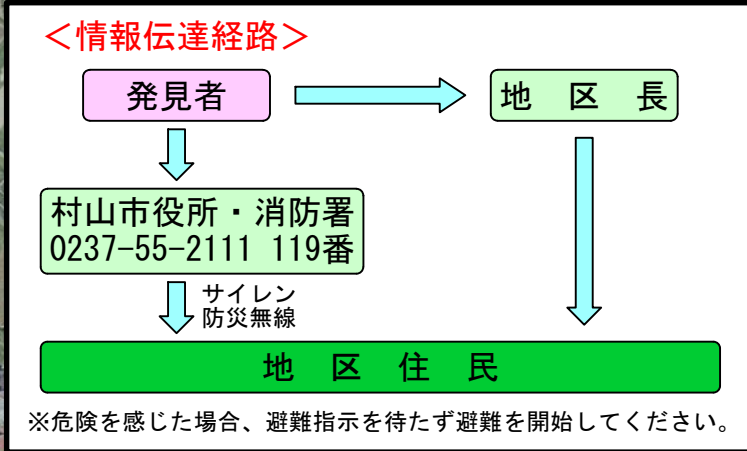 ＜情報伝達経路＞
発見者
地　区　長
村山市役所・消防署
0237-55-2111 119番
サイレン
防災無線
地　区　住　民
※危険を感じた場合、避難指示を待たず避難を開始してください。